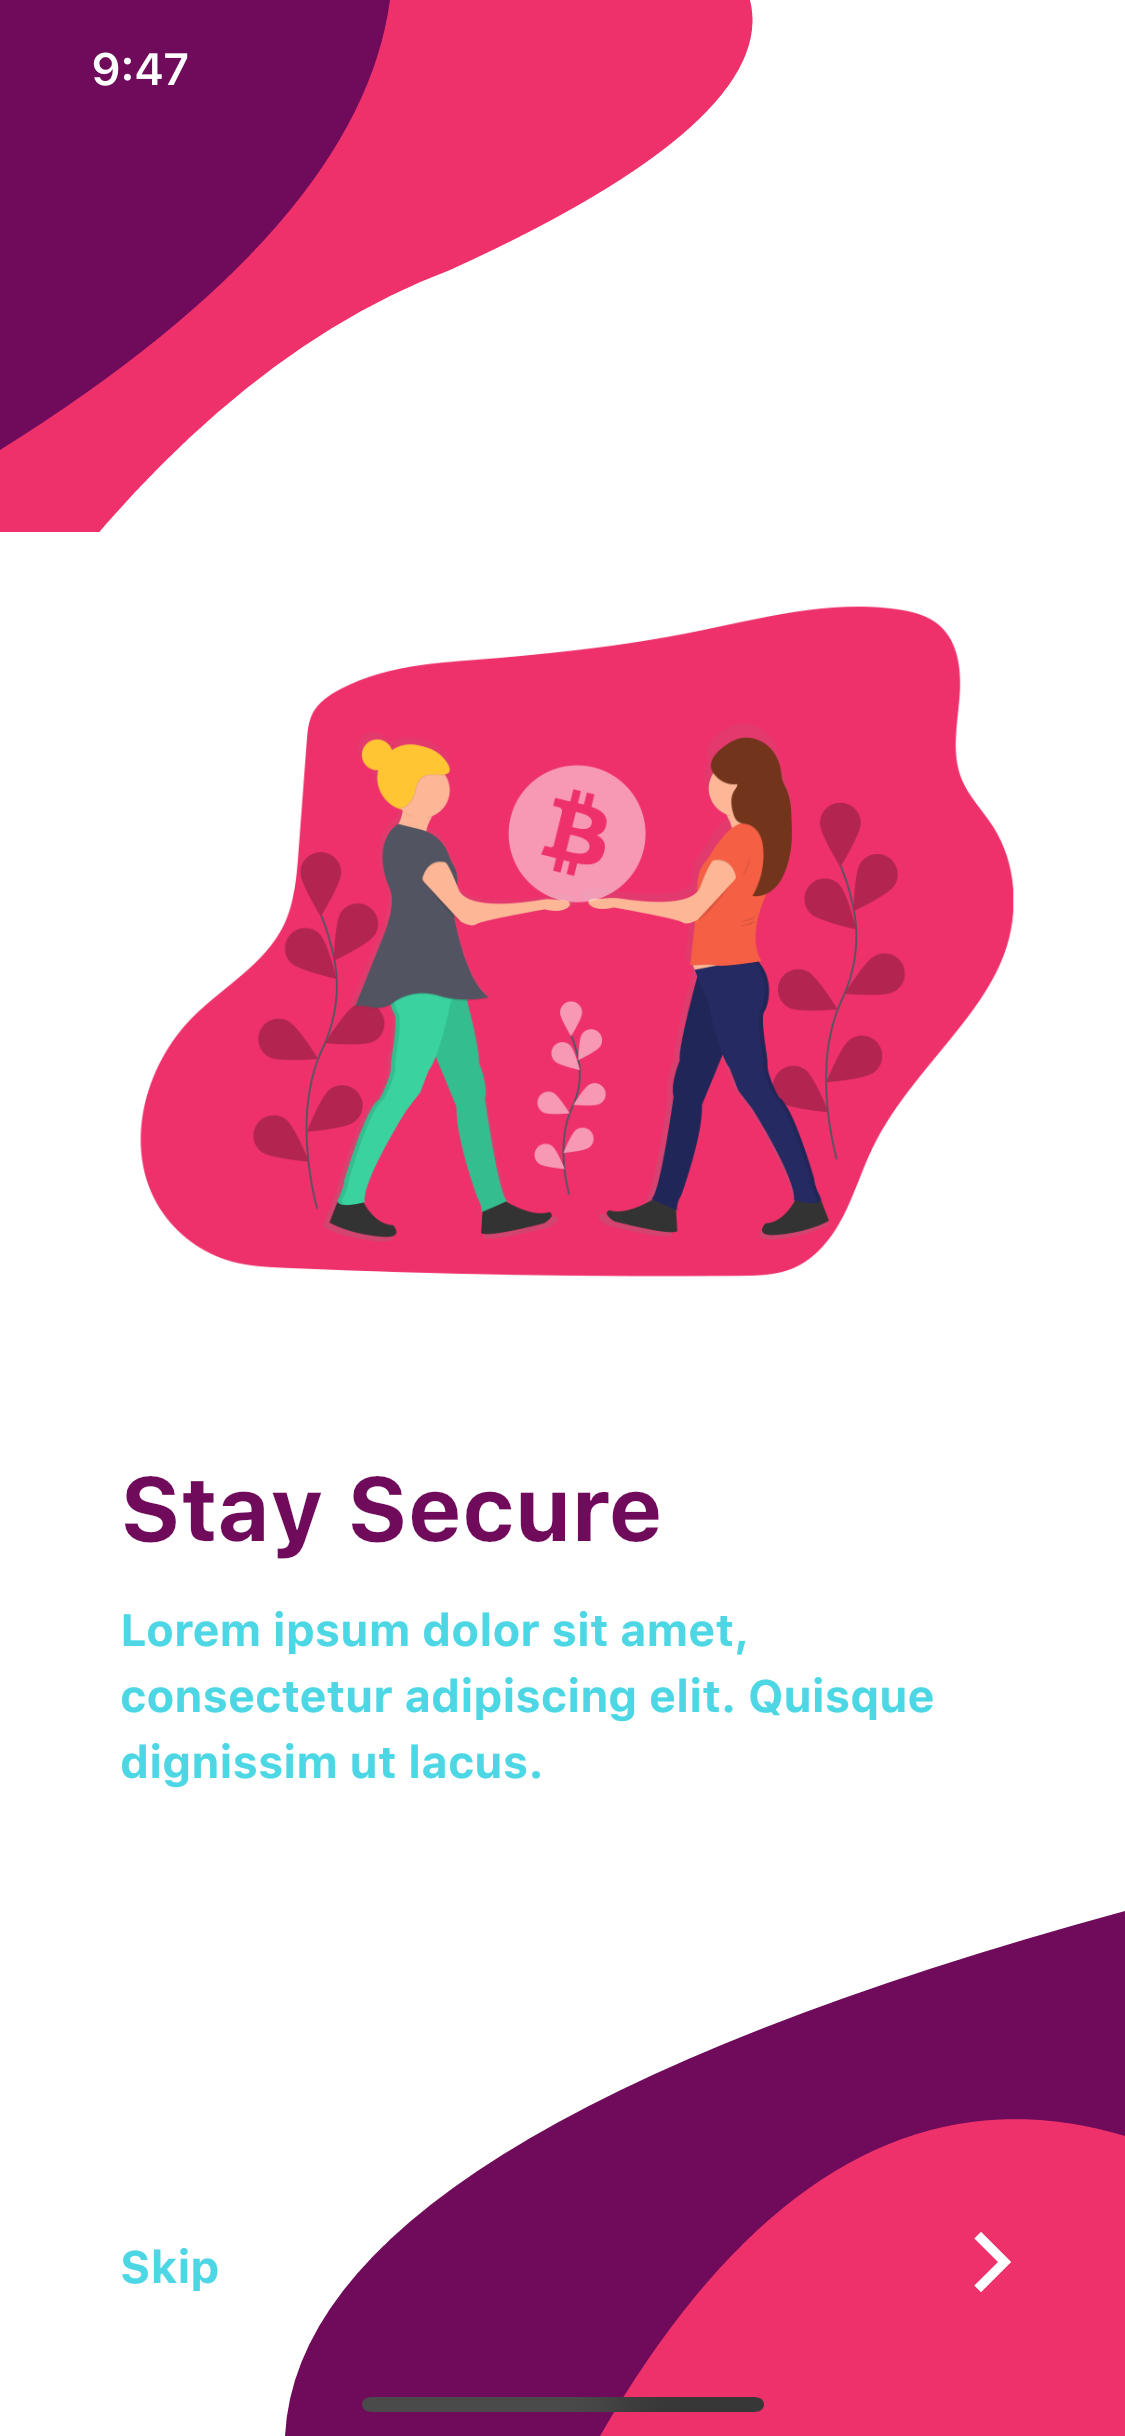 9:47
Stay Secure
Lorem ipsum dolor sit amet,
consectetur adipiscing elit. Quisque
dignissim ut lacus.
Skip